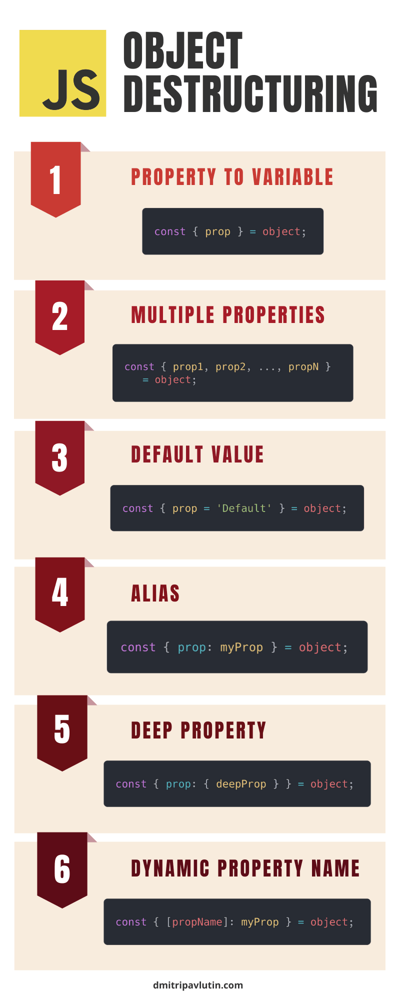 JS
OBJECT
DESTRUCTURING
1
PROPERTY TO VARIABLE
const { prop } = object;
2
MULTIPLE PROPERTIES
const { prop1, prop2, ..., propN }
   = object;
3
DEFAULT VALUE
const { prop = 'Default' } = object;
4
ALIAS
const { prop: myProp } = object;
5
DEEP PROPERTY
const { prop: { deepProp } } = object;
6
DYNAMIC PROPERTY NAME
const { [propName]: myProp } = object;
dmitripavlutin.com